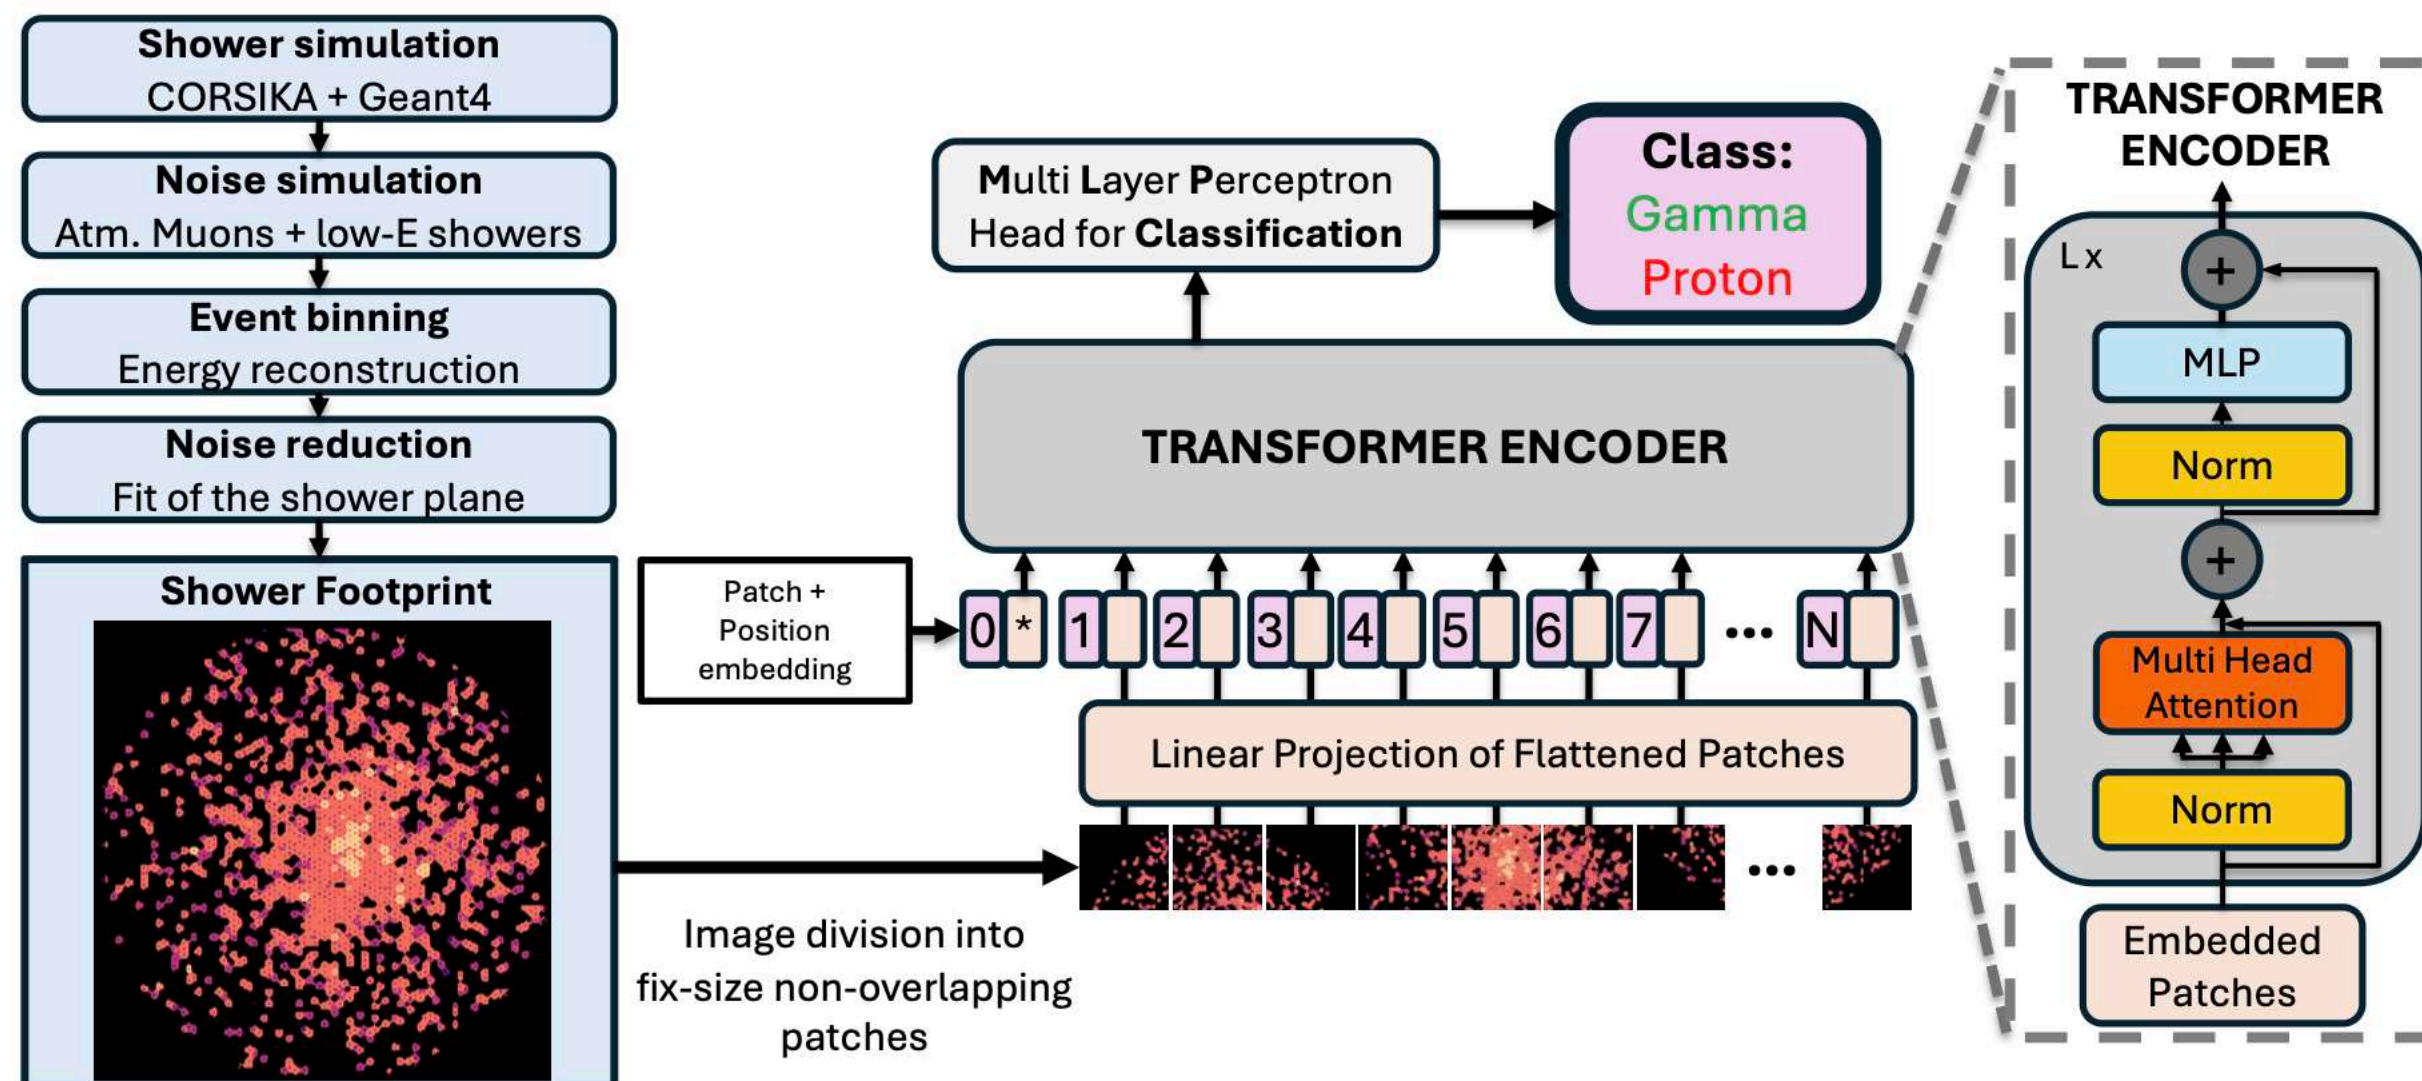 Shower simulation
CORSIKA + Geant4
Noise simulation
Atm. Muons + low-E showers
Event binning
Energy reconstruction
Noise reduction
Fit of the shower plane
Shower Footprint
Image division into
fix-size non-overlapping
patches
Patch +
Position
embedding
Multi Layer Perceptron
Head for Classification
Class:
Gamma
Proton
TRANSFORMER ENCODER
0 * 1 2 3 4 5 6 7 ... N
Linear Projection of Flattened Patches
...
TRANSFORMER
ENCODER
L x
+
MLP
Norm
+
Multi Head
Attention
Norm
Embedded
Patches